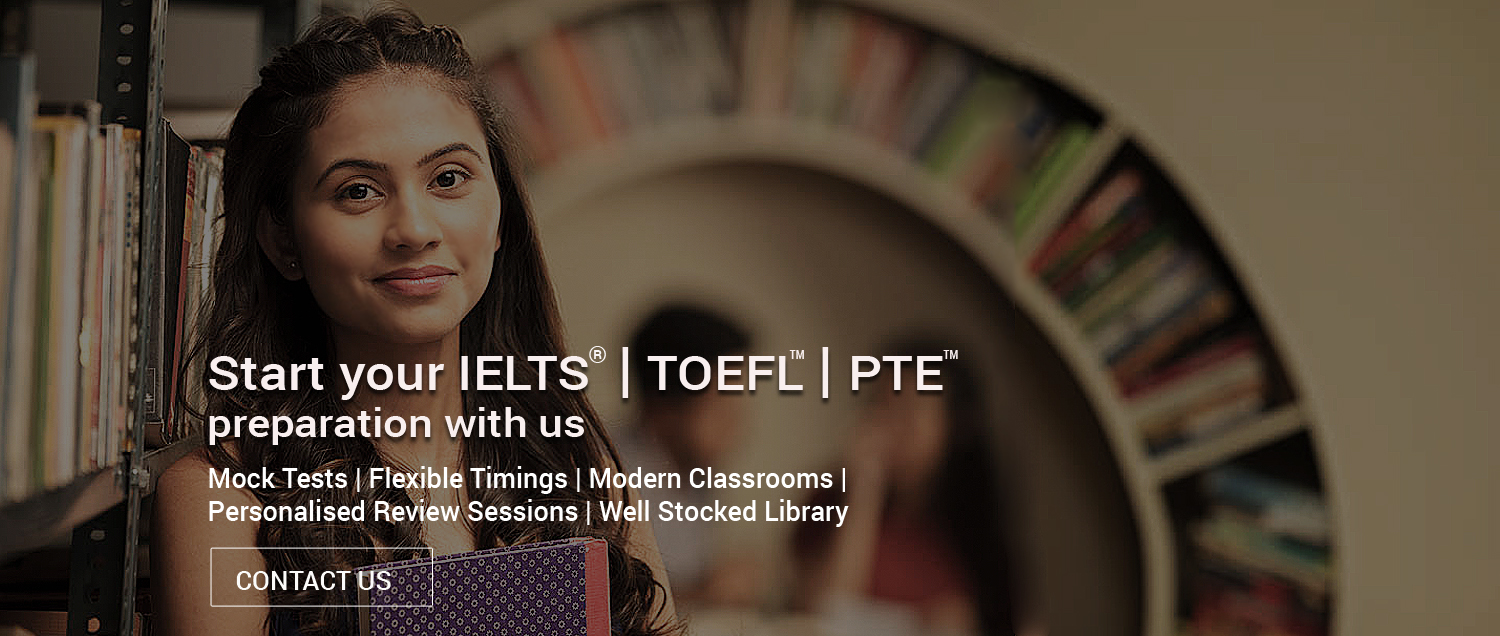 Start your IELTS® | TOEFL™ | PTE™
preparation with us
Mock Tests | Flexible Timings | Modern Classrooms |
Personalised Review Sessions | Well Stocked Library
CONTACT US